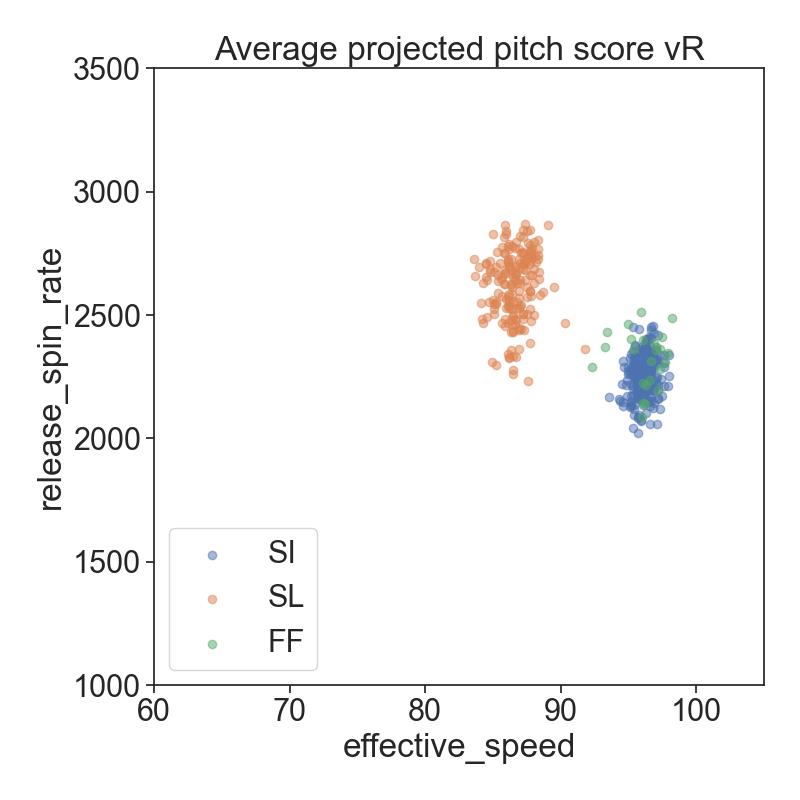 Average projected pitch score vR
3500
3000
2500
2000
1500
1000
release_spin_rate
SI
SL
FF
60 70 80 90 100
effective_speed